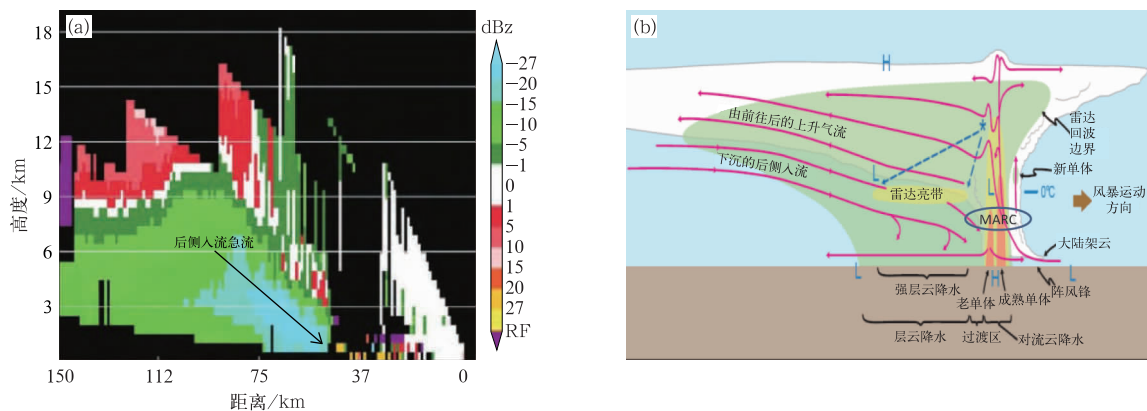 (a)
dBz
18
15
12
9
6
3
高度/km
后侧入流急流
-27
-20
-15
-10
-5
-1
0
1
5
10
15
20
27
RF
150
112
75
37
0
距离/km
(b)
H
由前往后的上升气流
下沉的后侧入流
L
雷达亮带
L
MARC
雷达
回波
边界
新单体
0℃
风暴运动
方向
大陆架云
阵风锋
L
H
L
强层云降水
老单体
成熟单体
层云降水
过渡区
对流云降水